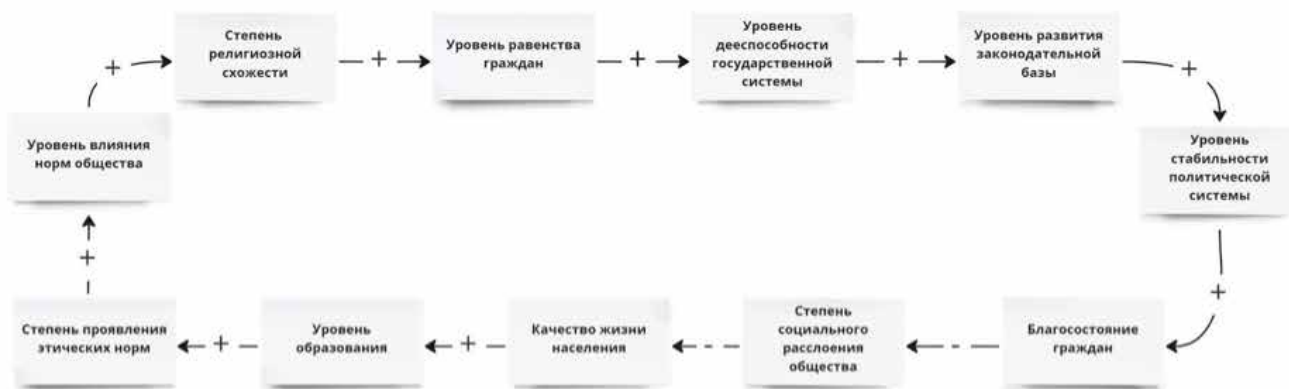 Степень
религиозной
схожести
+
Уровень равенства
граждан
+
Уровень
дееспособности
государственной
системы
+
Уровень развития
законодательной
базы
+
Уровень
стабильности
политической
системы
+
Благосостояние
граждан
-
Степень
социального
расслоения
общества
-
Качество жизни
населения
+
Уровень
образования
+
Степень проявления
этических норм
+
Уровень влияния
норм общества
+